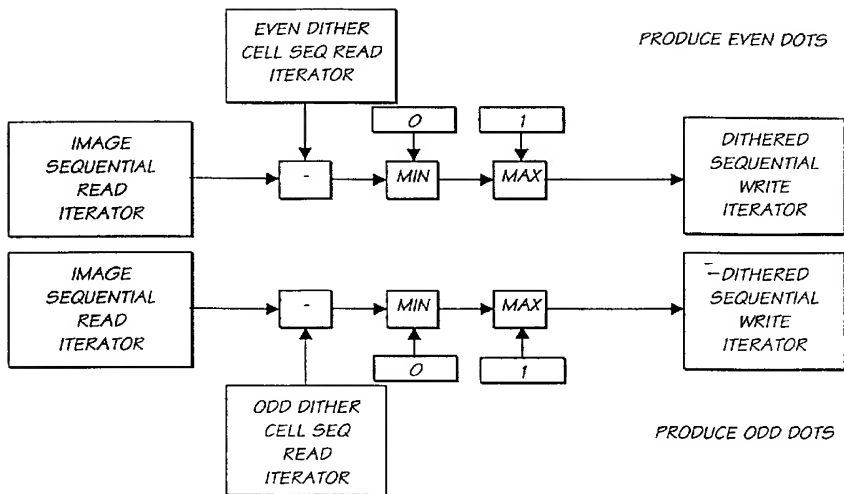 EVEN DITHER
CELL SEQ READ
ITERATOR
PRODUCE EVEN DOTS
0
1
IMAGE
SEQUENTIAL
READ
ITERATOR
-
MIN
MAX
DITHERED
SEQUENTIAL
WRITE
ITERATOR
IMAGE
SEQUENTIAL
READ
ITERATOR
-
MIN
MAX
DITHERED
SEQUENTIAL
WRITE
ITERATOR
0
1
ODD DITHER
CELL SEQ
READ
ITERATOR
PRODUCE ODD DOTS